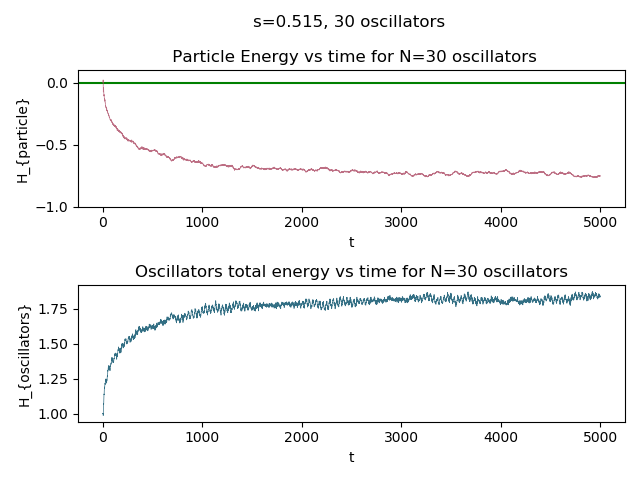 s=0.515, 30 oscillators
Particle Energy vs time for N=30 oscillators
H_{particle}
0.0
−0.5
−1.0
0 1000 2000 3000 4000 5000
t
Oscillators total energy vs time for N=30 oscillators
H_{oscillators}
1.75
1.50
1.25
1.00
0 1000 2000 3000 4000 5000
t